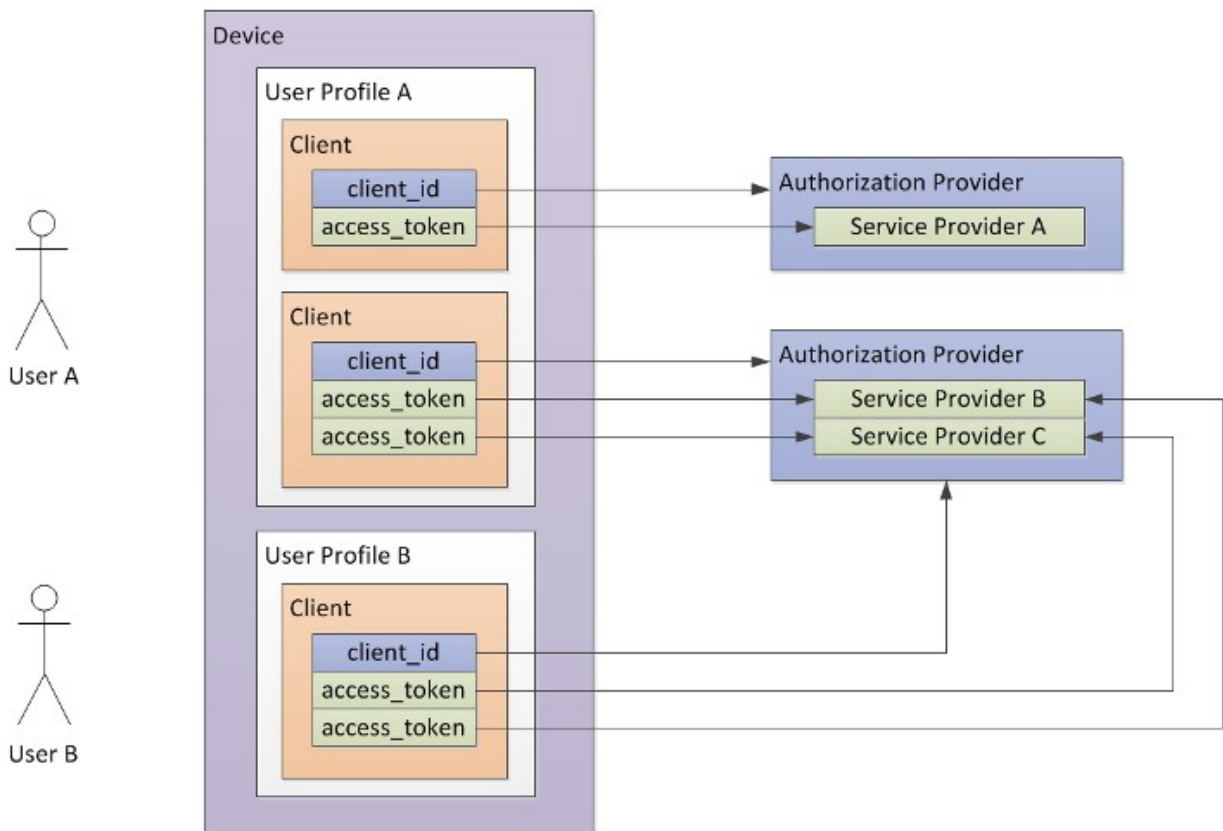 Device
User Profile A
Client
client_id
access_token
Client
client_id
access_token
access_token
User Profile B
Client
client_id
access_token
access_token
User A
User B
Authorization Provider
Service Provider A
Authorization Provider
Service Provider B
Service Provider C